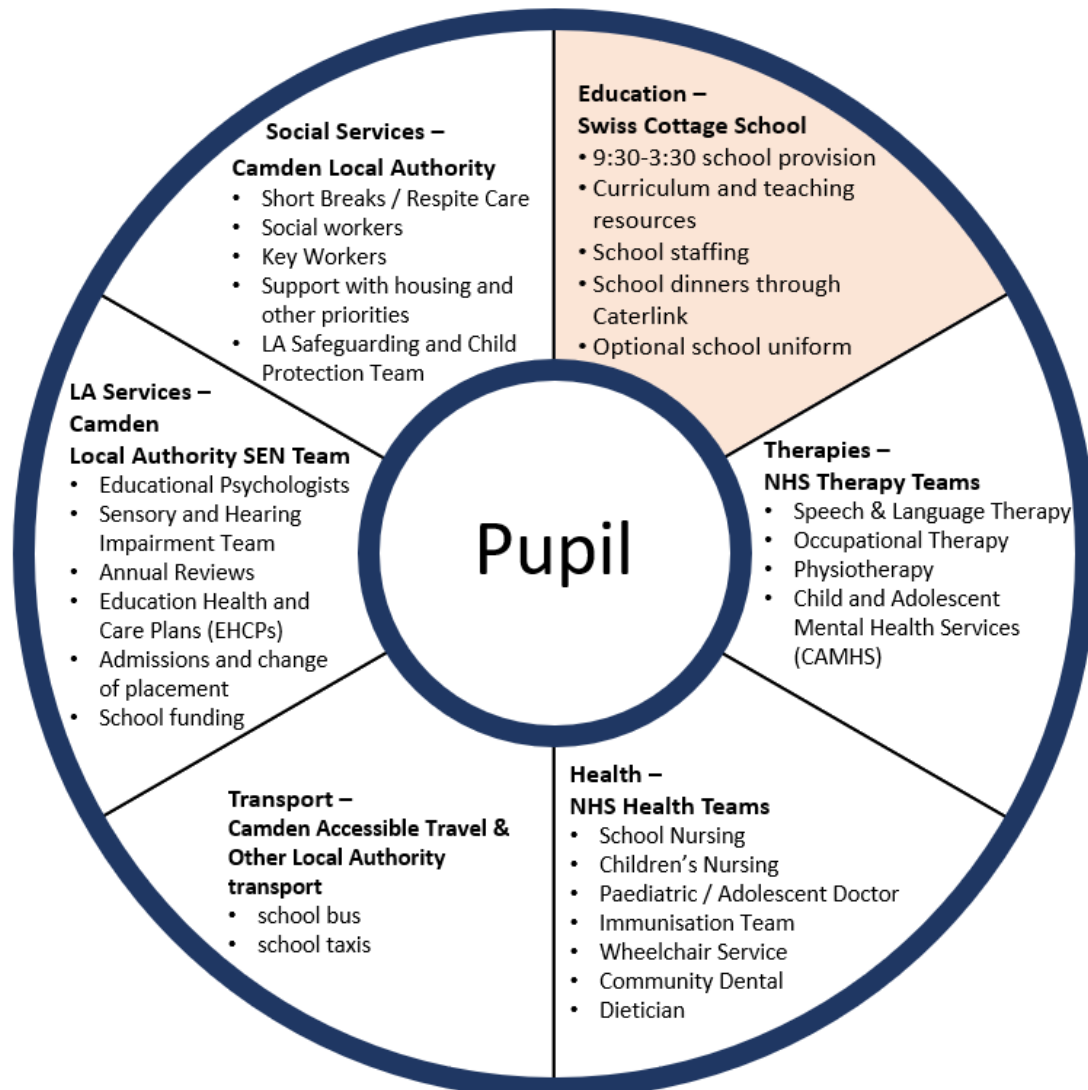 Education –
Swiss Cottage School
• 9:30-3:30 school provision
• Curriculum and teaching
resources
• School staffing
• School dinners through
Caterlink
• Optional school uniform
Therapies –
NHS Therapy Teams
• Speech & Language Therapy
• Occupational Therapy
• Physiotherapy
• Child and Adolescent
Mental Health Services
(CAMHS)
Health –
NHS Health Teams
• School Nursing
• Children’s Nursing
• Paediatric / Adolescent Doctor
• Immunisation Team
• Wheelchair Service
• Community Dental
• Dietician
Transport –
Camden Accessible Travel &
Other Local Authority
transport
• school bus
• school taxis
LA Services –
Camden
Local Authority SEN Team
• Educational Psychologists
• Sensory and Hearing
Impairment Team
• Annual Reviews
• Education Health and
Care Plans (EHCPs)
• Admissions and change
of placement
• School funding
Social Services –
Camden Local Authority
• Short Breaks / Respite Care
• Social workers
• Key Workers
• Support with housing and
other priorities
• LA Safeguarding and Child
Protection Team
Pupil